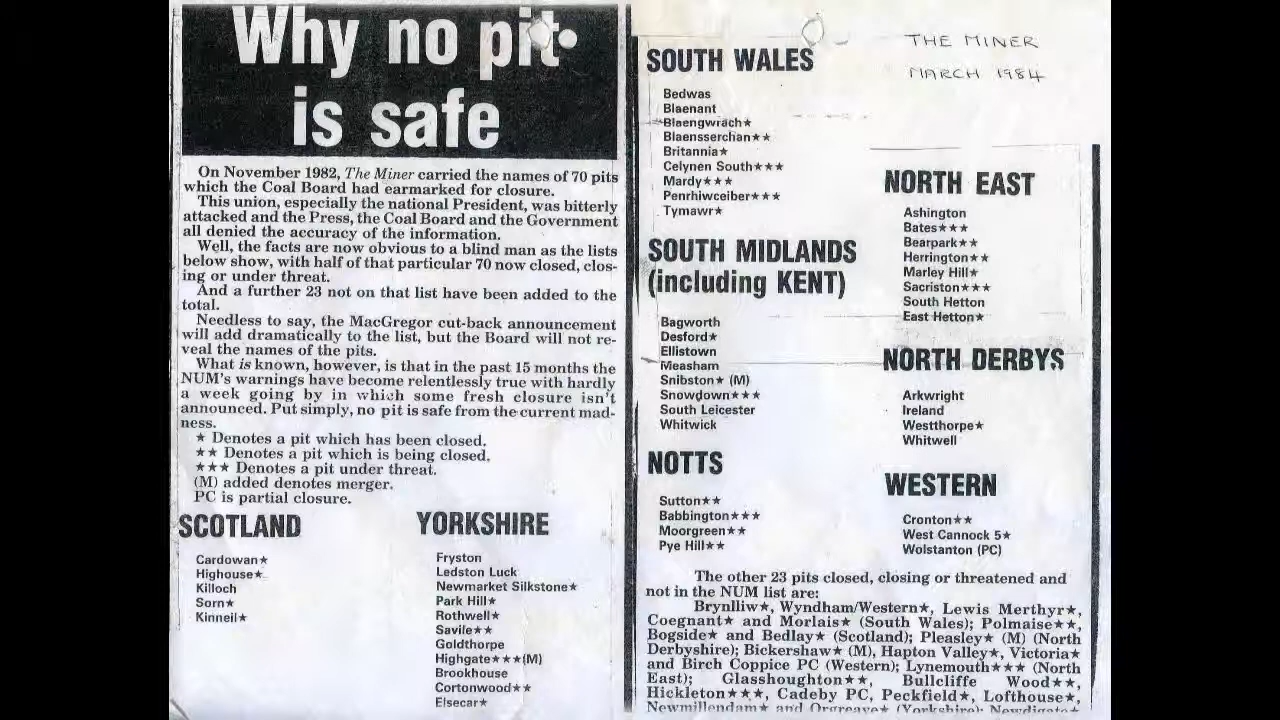 Why no pit
is safe
On November 1982, The Miner carried the names of 70 pits
which the Coal Board had earmarked for closure.
This union, especially the national President, was bitterly
attacked and the Press, the Coal Board and the Government
all denied the accuracy of the information.
Well, the facts are now obvious to a blind man as the lists
below show, with half of that particular 70 now closed, clos-
ing or under threat.
And a further 23 not on that list have been added to the
total.
Needless to say, the MacGregor cut-back announcement
will add dramatically to the list, but the Board will not re-
veal the names of the pits.
What is known, however, is that in the past 15 months the
NUM's warnings have become relentlessly true with hardly
a week going by in which some fresh closure isn't
announced. Put simply, no pit is safe from the current mad-
ness.
★ Denotes a pit which has been closed.
★★ Denotes a pit which is being closed.
★★★ Denotes a pit under threat.
(M) added denotes merger.
PC is partial closure.
SCOTLAND
Cardowan★
Highouse★
Killoch
Sorn★
Kinneil★
YORKSHIRE
Fryston
Ledston Luck
Newmarket Silkstone★
Park Hill★
Rothwell★
Savile★★
Goldthorpe
Highgate★★★(M)
Brookhouse
Cortonwood★★
Elsecar★
SOUTH WALES
Bedwas
Blaenant
Blaengwrach★
Blaensserchan★★
Britannia★
Celynen South★★★
Mardy★★★
Penrhiwceiber★★★
Tymawr★
SOUTH MIDLANDS
(including KENT)
Bagworth
Desford★
Ellistown
Measham
Snibston★ (M)
Snowdown★★★
South Leicester
Whitwick
NOTTS
Sutton★★
Babbington★★★
Moorgreen★★
Pye Hill★★
THE MINER
MARCH 1984
NORTH EAST
Ashington
Bates★★★
Bearpark★★
Herrington★★
Marley Hill★
Sacriston★★★
South Hetton
East Hetton★
NORTH DERBYS
Arkwright
Ireland
Westthorpe★
Whitwell
WESTERN
Cronton★★
West Cannock 5★
Wolstanton (PC)
The other 23 pits closed, closing or threatened and
not in the NUM list are:
Brynlliw★, Wyndham/Western★, Lewis Merthyr★,
Coegnant★ and Morlais★ (South Wales); Polmaise★★,
Bogside★ and Bedlay★ (Scotland); Pleasley★ (M) (North
Derbyshire); Bickershaw★ (M), Hapton Valley★, Victoria★
and Birch Coppice PC (Western); Lynemouth★★★ (North
East); Glasshoughton★★, Bullcliffe Wood★★,
Hickleton★★★, Cadeby PC, Peckfield★, Lofthouse★,
Newmillendam★ and Orgreave★ (Yorkshire); Newdigate★